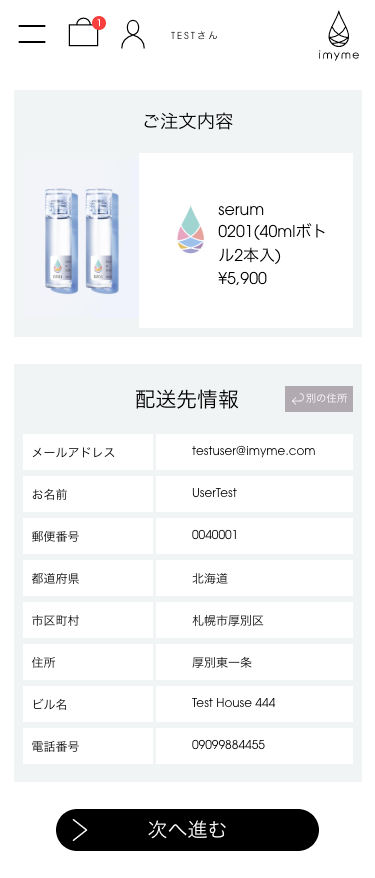 1
TESTさん
imyme
ご注文内容
serum
0201(40mlボト
ル2本入)
¥5,900
配送先情報
別の住所
メールアドレス testuser@imyme.com
お名前 UserTest
郵便番号 0040001
都道府県 北海道
市区町村 札幌市厚別区
住所 厚別東一条
ビル名 Test House 444
電話番号 09099884455
次へ進む